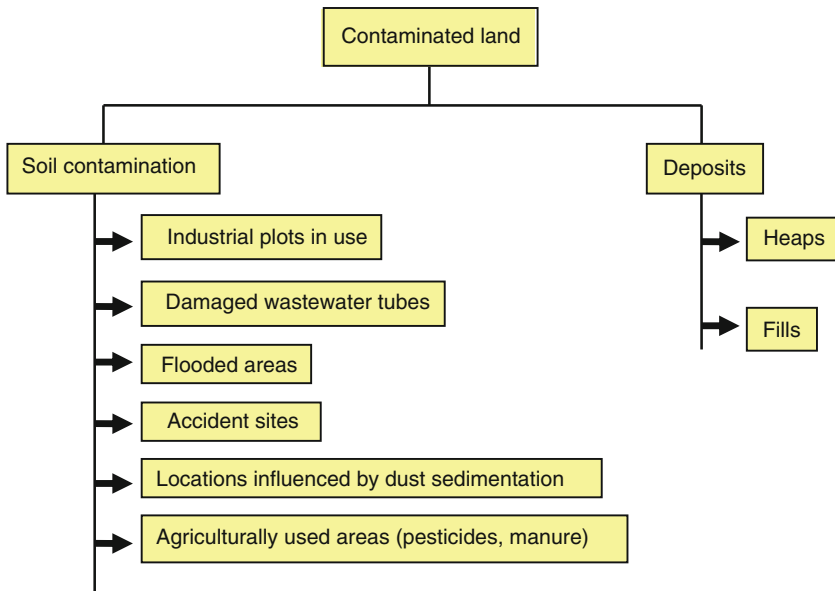 Contaminated land
Soil contamination
Deposits
Industrial plots in use
Heaps
Damaged wastewater tubes
Fills
Flooded areas
Accident sites
Locations influenced by dust sedimentation
Agriculturally used areas (pesticides, manure)